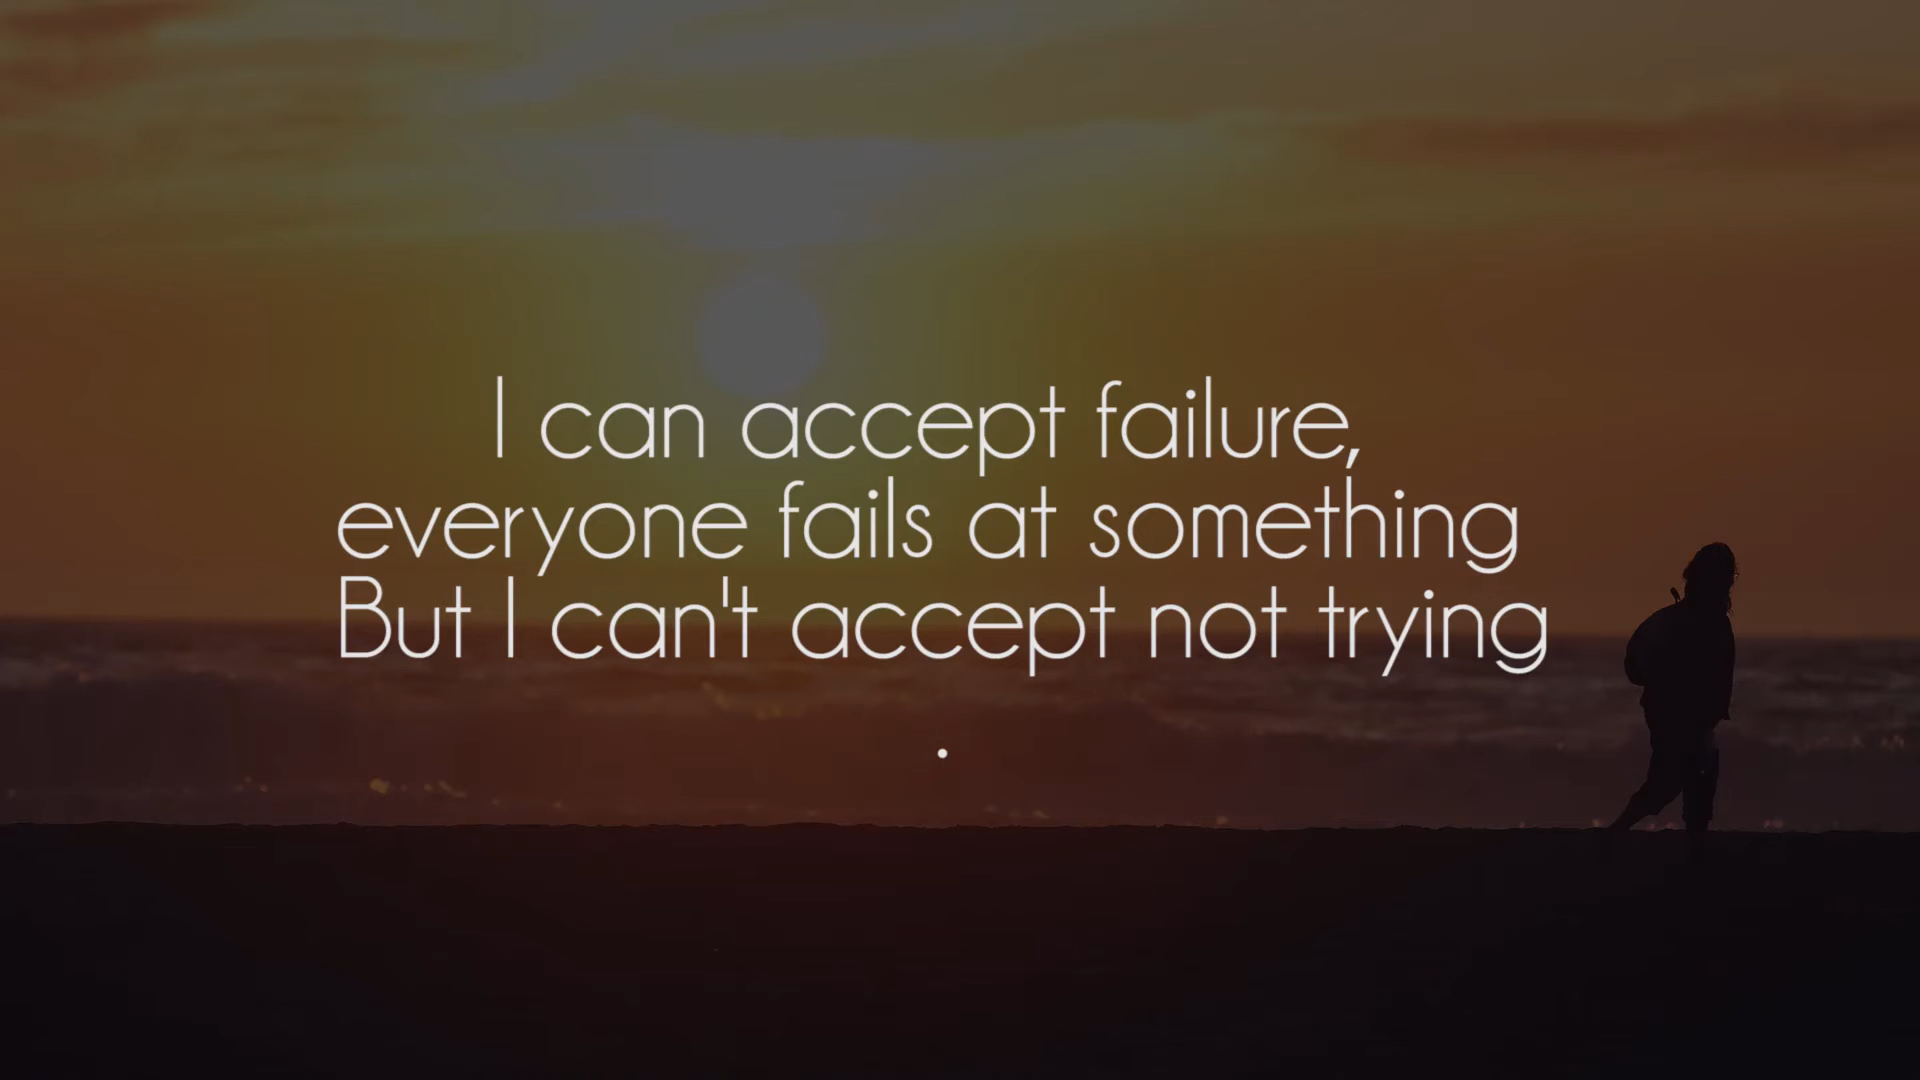 I can accept failure,
everyone fails at something
But I can't accept not trying
.